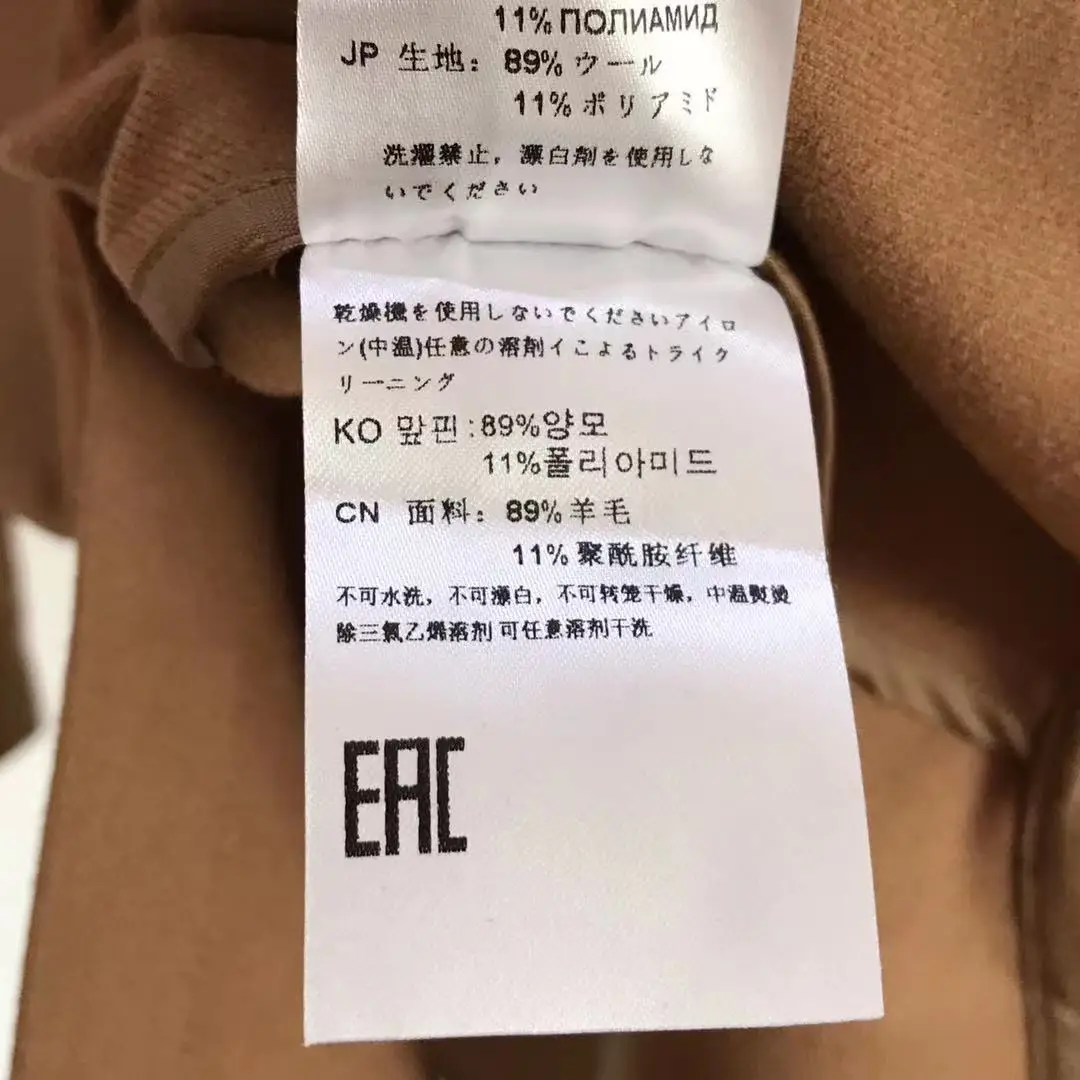 11% ПОЛИАМИД
JP 生地：89% ウール
11% ポリアミド
洗濯禁止，漂白剤を使用しな
いでください
乾燥機を使用しないでくださいアイロ
ン(中温)任意の溶剤イこよるトライク
リーニング
KO 맢핀:89%양모
11%폴리아미드
CN 面料：89%羊毛
11%聚酰胺纤维
不可水洗，不可漂白，不可转笼干燥，中温熨烫
除三氯乙烯溶剂 可任意溶剂干洗
EAC